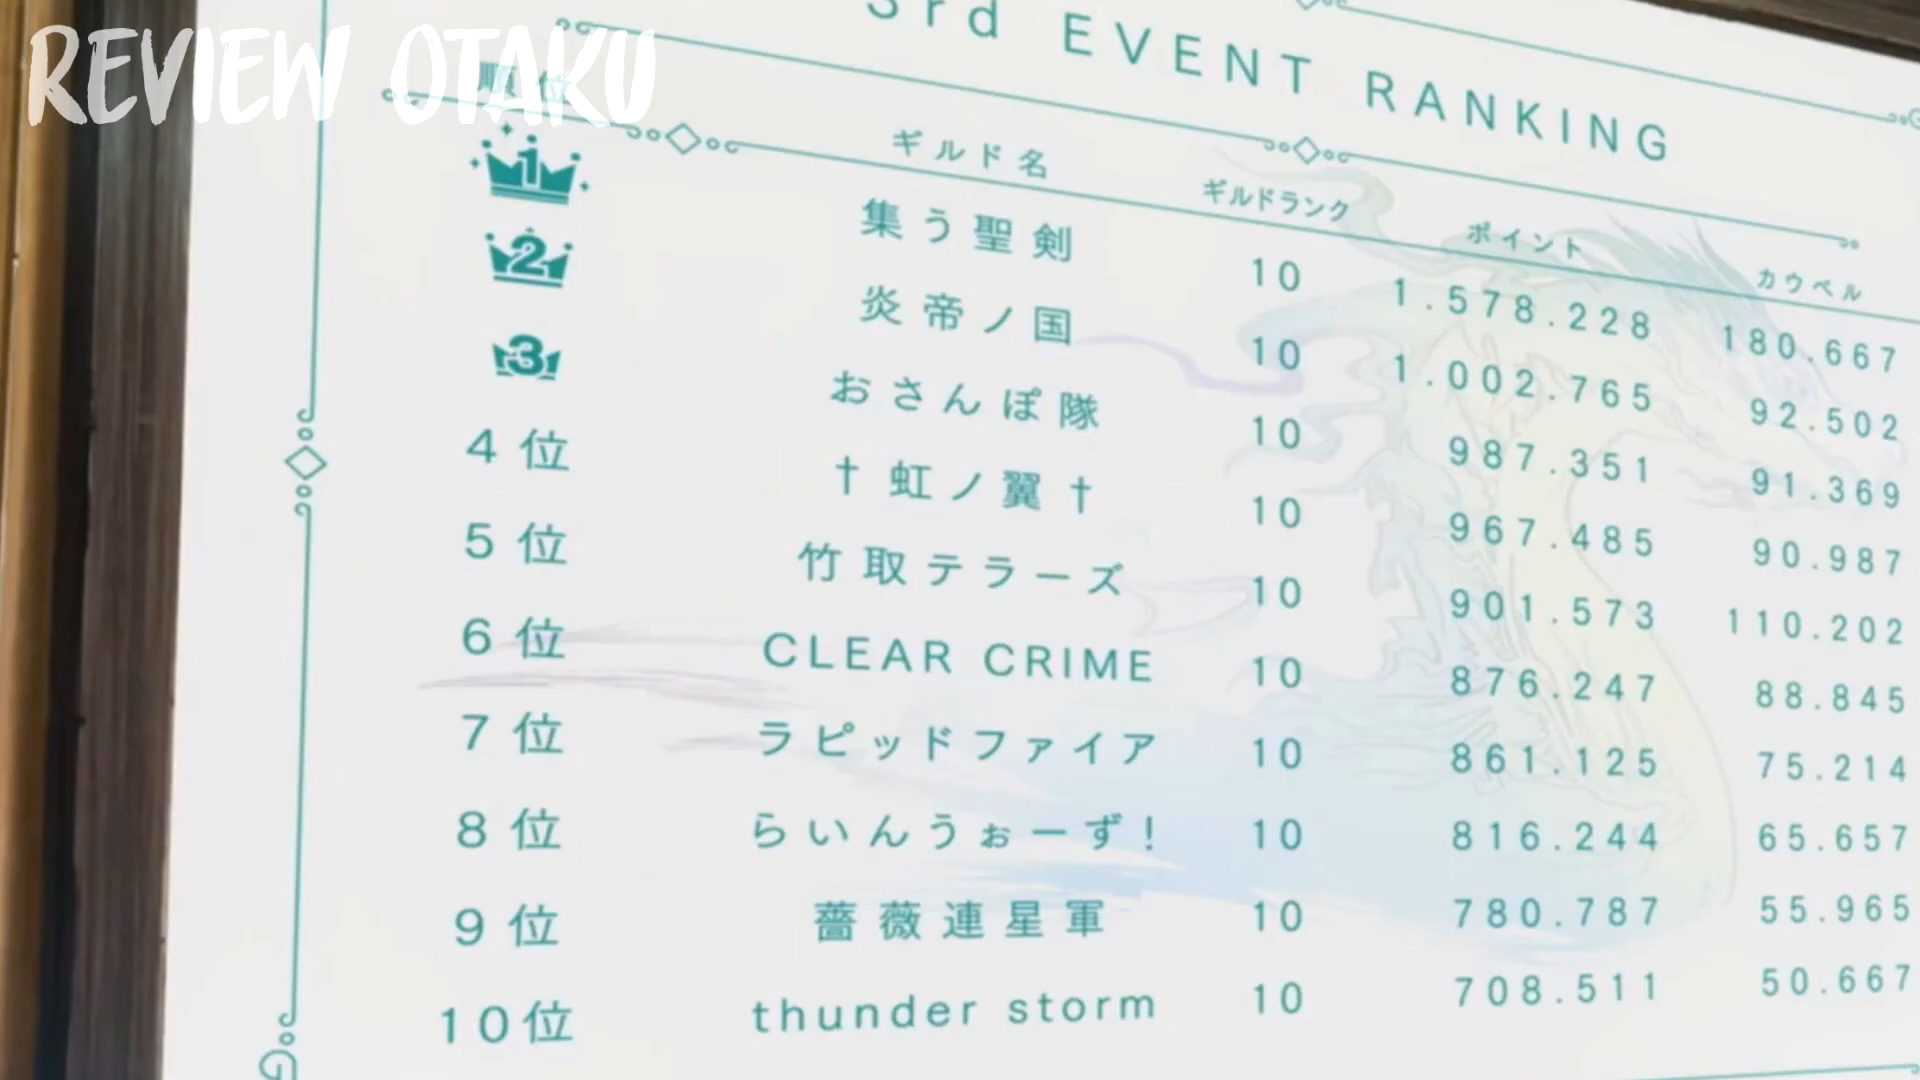 REVIEW OTAKU
3rd EVENT RANKING
順位 ギルド名 ギルドランク ポイント カウベル
1 集う聖剣 10 1.578.228 180.667
2 炎帝ノ国 10 1.002.765 92.502
3 おさんぽ隊 10 987.351 91.369
4位 †虹ノ翼† 10 967.485 90.987
5位 竹取テラーズ 10 901.573 110.202
6位 CLEAR CRIME 10 876.247 88.845
7位 ラピッドファイア 10 861.125 75.214
8位 らいんうぉーず! 10 816.244 65.657
9位 薔薇連星軍 10 780.787 55.965
10位 thunder storm 10 708.511 50.667